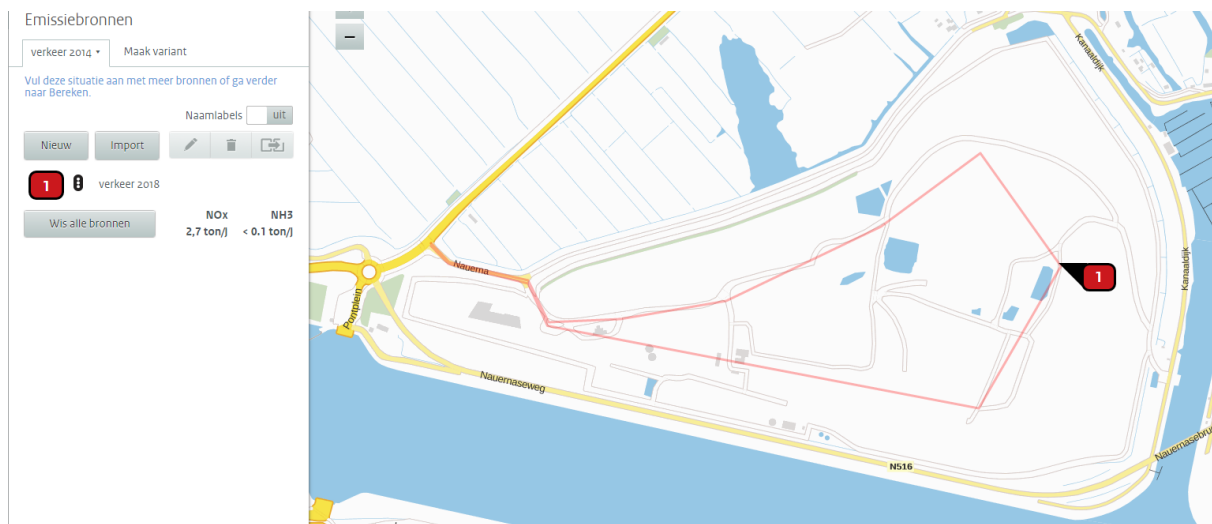 Emissiebronnen
verkeer 2014
Maak variant
Vul deze situatie aan met meer bronnen of ga verder
naar Bereken.
Naamlabels uit
Nieuw Import
1 verkeer 2018
Wis alle bronnen
NOx NH3
2,7 ton/j < 0.1 ton/j
Kanaaldijk
Nauerna
1
Kanaaldijk
Pontplein
Nauernaseweg
N516
Nauernasebrug